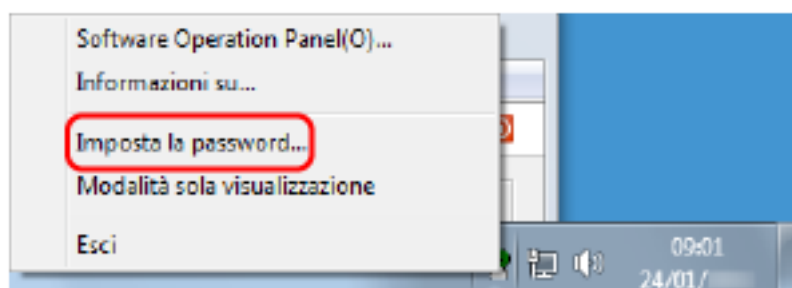 Software Operation Panel(O)...
Informazioni su...
Imposta la password...
Modalità sola visualizzazione
Esci
09:01
24/01/